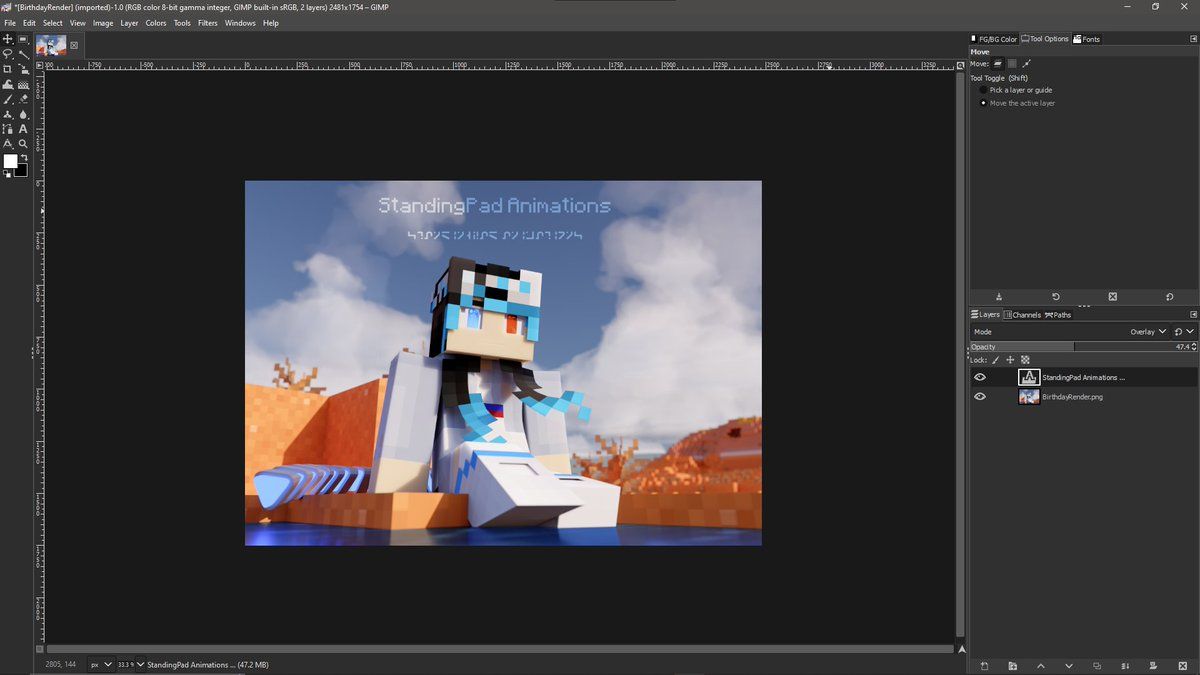 *[BirthdayRender] (imported)-1.0 (RGB color 8-bit gamma integer, GIMP built-in sRGB, 2 layers) 2481x1754 – GIMP
File Edit Select View Image Layer Colors Tools Filters Windows Help
FG/BG Color Tool Options Fonts
Move
Move:
Tool Toggle (Shift)
Pick a layer or guide
Move the active layer
-750 -500 -250 0 250 500 750 1000 1250 1500 1750 2000 2250 2500 2750 3000 3250
StandingPad Animations
Layers Channels Paths
Mode Overlay
Opacity 47.4
Lock:
StandingPad Animations ...
BirthdayRender.png
2805, 144 px 33.3 % StandingPad Animations ... (47.2 MB)